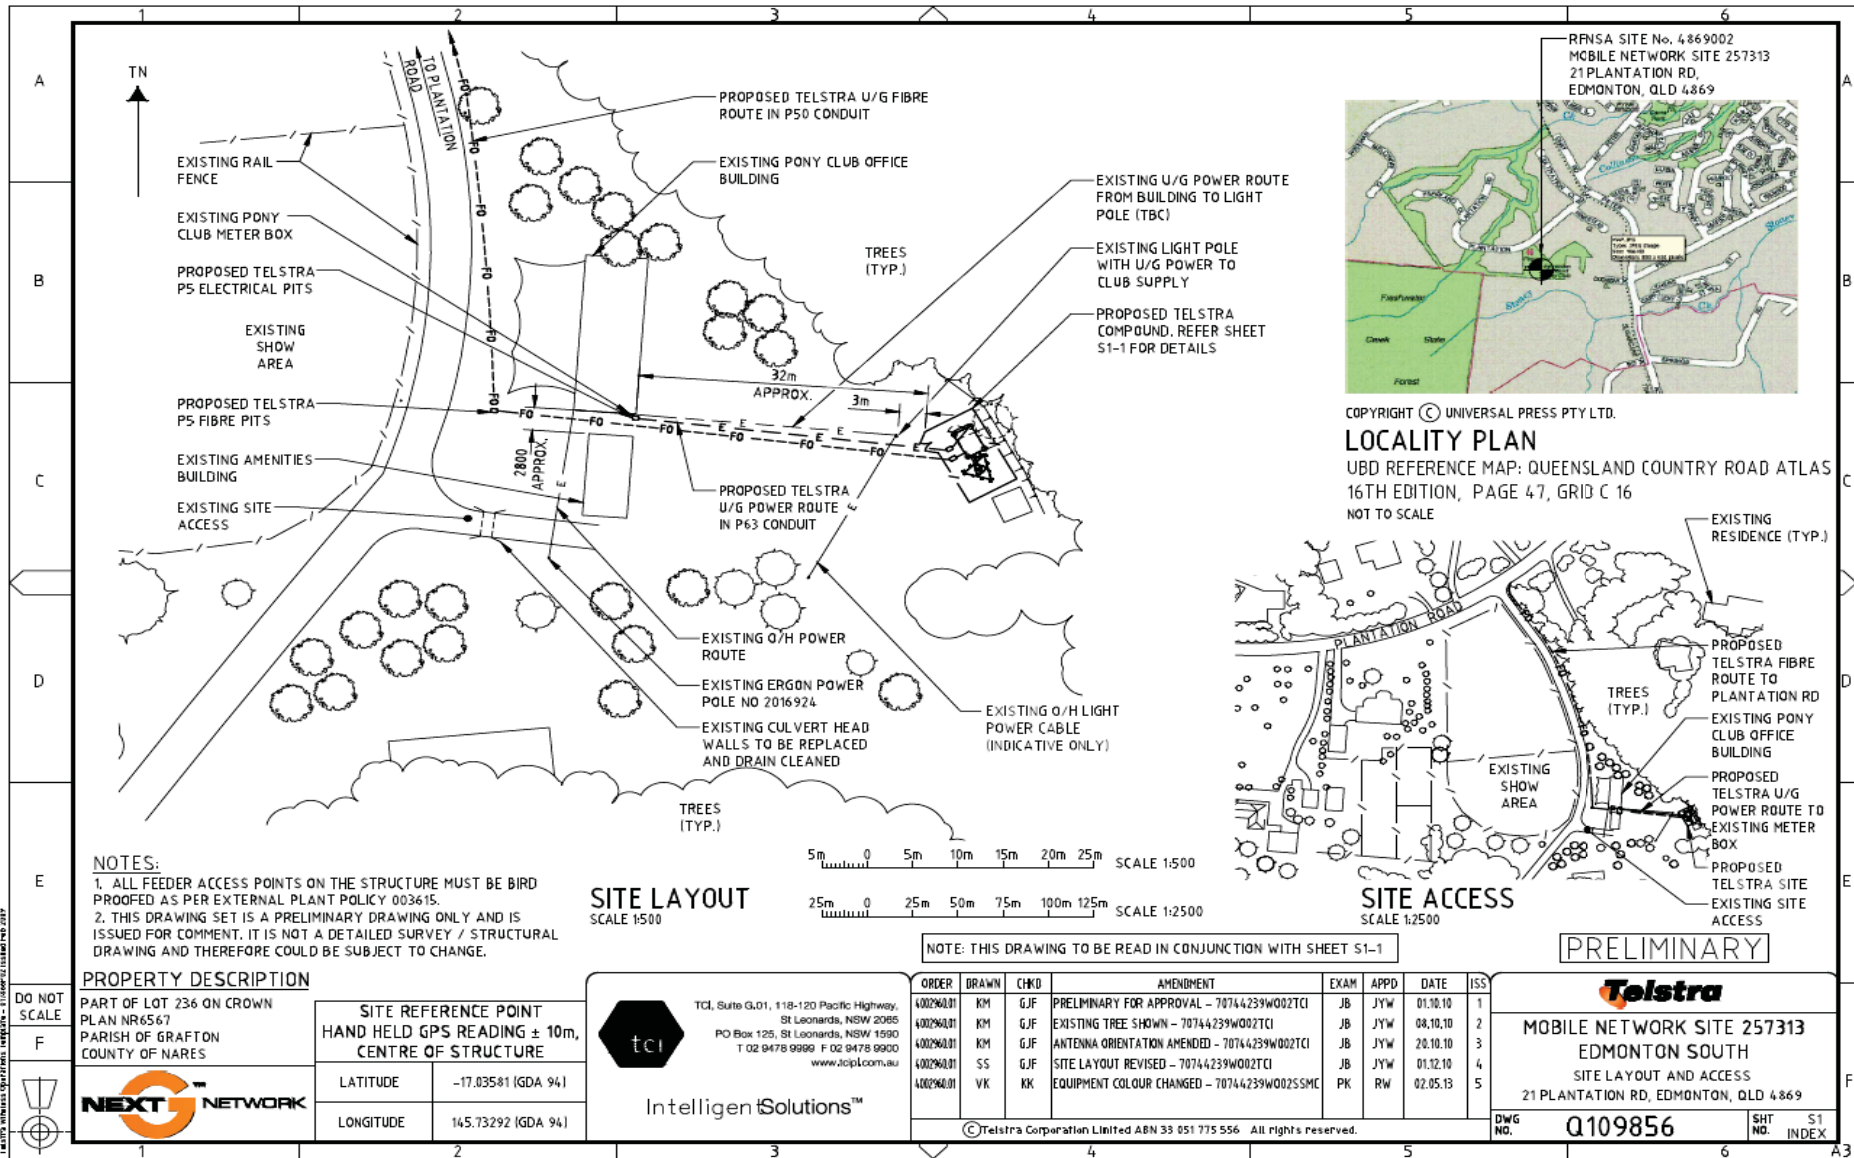 1 2 3 4 5 6
A
B
C
D
E
F
TN
TO PLANTATION
ROAD
EXISTING RAIL
FENCE
EXISTING PONY
CLUB METER BOX
PROPOSED TELSTRA
P5 ELECTRICAL PITS
EXISTING
SHOW
AREA
PROPOSED TELSTRA
P5 FIBRE PITS
EXISTING AMENITIES
BUILDING
EXISTING SITE
ACCESS
PROPOSED TELSTRA U/G FIBRE
ROUTE IN P50 CONDUIT
EXISTING PONY CLUB OFFICE
BUILDING
TREES
(TYP.)
EXISTING U/G POWER ROUTE
FROM BUILDING TO LIGHT
POLE (TBC)
EXISTING LIGHT POLE
WITH U/G POWER TO
CLUB SUPPLY
PROPOSED TELSTRA
COMPOUND. REFER SHEET
S1-1 FOR DETAILS
32m
APPROX.
3m
2800
APPROX.
FO FO FO FO FO FO
E E E E
PROPOSED TELSTRA
U/G POWER ROUTE
IN P63 CONDUIT
EXISTING O/H POWER
ROUTE
EXISTING ERGON POWER
POLE NO 2016924
EXISTING CULVERT HEAD
WALLS TO BE REPLACED
AND DRAIN CLEANED
EXISTING O/H LIGHT
POWER CABLE
(INDICATIVE ONLY)
TREES
(TYP.)
RFNSA SITE No. 4869002
MOBILE NETWORK SITE 257313
21 PLANTATION RD,
EDMONTON, QLD 4869
Freshwater
Creek State
Forest
COPYRIGHT © UNIVERSAL PRESS PTY LTD.
LOCALITY PLAN
UBD REFERENCE MAP: QUEENSLAND COUNTRY ROAD ATLAS
16TH EDITION, PAGE 47, GRID C 16
NOT TO SCALE
EXISTING
RESIDENCE (TYP.)
PLANTATION ROAD
PROPOSED
TELSTRA FIBRE
ROUTE TO
PLANTATION RD
TREES
(TYP.)
EXISTING PONY
CLUB OFFICE
BUILDING
EXISTING
SHOW
AREA
PROPOSED
TELSTRA U/G
POWER ROUTE TO
EXISTING METER
BOX
PROPOSED
TELSTRA SITE
EXISTING SITE
ACCESS
SITE ACCESS
SCALE 1:2500
NOTES:
1. ALL FEEDER ACCESS POINTS ON THE STRUCTURE MUST BE BIRD
PROOFED AS PER EXTERNAL PLANT POLICY 003615.
2. THIS DRAWING SET IS A PRELIMINARY DRAWING ONLY AND IS
ISSUED FOR COMMENT. IT IS NOT A DETAILED SURVEY / STRUCTURAL
DRAWING AND THEREFORE COULD BE SUBJECT TO CHANGE.
SITE LAYOUT
SCALE 1:500
5m 0 5m 10m 15m 20m 25m SCALE 1:500
25m 0 25m 50m 75m 100m 125m SCALE 1:2500
NOTE: THIS DRAWING TO BE READ IN CONJUNCTION WITH SHEET S1-1
PRELIMINARY
DO NOT
SCALE
PROPERTY DESCRIPTION
PART OF LOT 236 ON CROWN
PLAN NR6567
PARISH OF GRAFTON
COUNTY OF NARES
NEXT G ™ NETWORK
SITE REFERENCE POINT
HAND HELD GPS READING ± 10m,
CENTRE OF STRUCTURE
LATITUDE -17.03581 (GDA 94)
LONGITUDE 145.73292 (GDA 94)
tci
TCI, Suite G.01, 118-120 Pacific Highway,
St Leonards, NSW 2065
PO Box 125, St Leonards, NSW 1590
T 02 9478 9999 F 02 9478 9900
www.tcipl.com.au
IntelligentSolutions™
ORDER DRAWN CHKD AMENDMENT EXAM APPD DATE ISS
4002960.01 KM GJF PRELIMINARY FOR APPROVAL - 70744239W002TCI JB JYW 01.10.10 1
4002960.01 KM GJF EXISTING TREE SHOWN - 70744239W002TCI JB JYW 08.10.10 2
4002960.01 KM GJF ANTENNA ORIENTATION AMENDED - 70744239W002TCI JB JYW 20.10.10 3
4002960.01 SS GJF SITE LAYOUT REVISED - 70744239W002TCI JB JYW 01.12.10 4
4002960.01 VK KK EQUIPMENT COLOUR CHANGED - 70744239W002SSMC PK RW 02.05.13 5
© Telstra Corporation Limited ABN 33 051 775 556 All rights reserved.
Telstra
MOBILE NETWORK SITE 257313
EDMONTON SOUTH
SITE LAYOUT AND ACCESS
21 PLANTATION RD, EDMONTON, QLD 4869
DWG
NO. Q109856
SHT
NO. S1
INDEX
A3